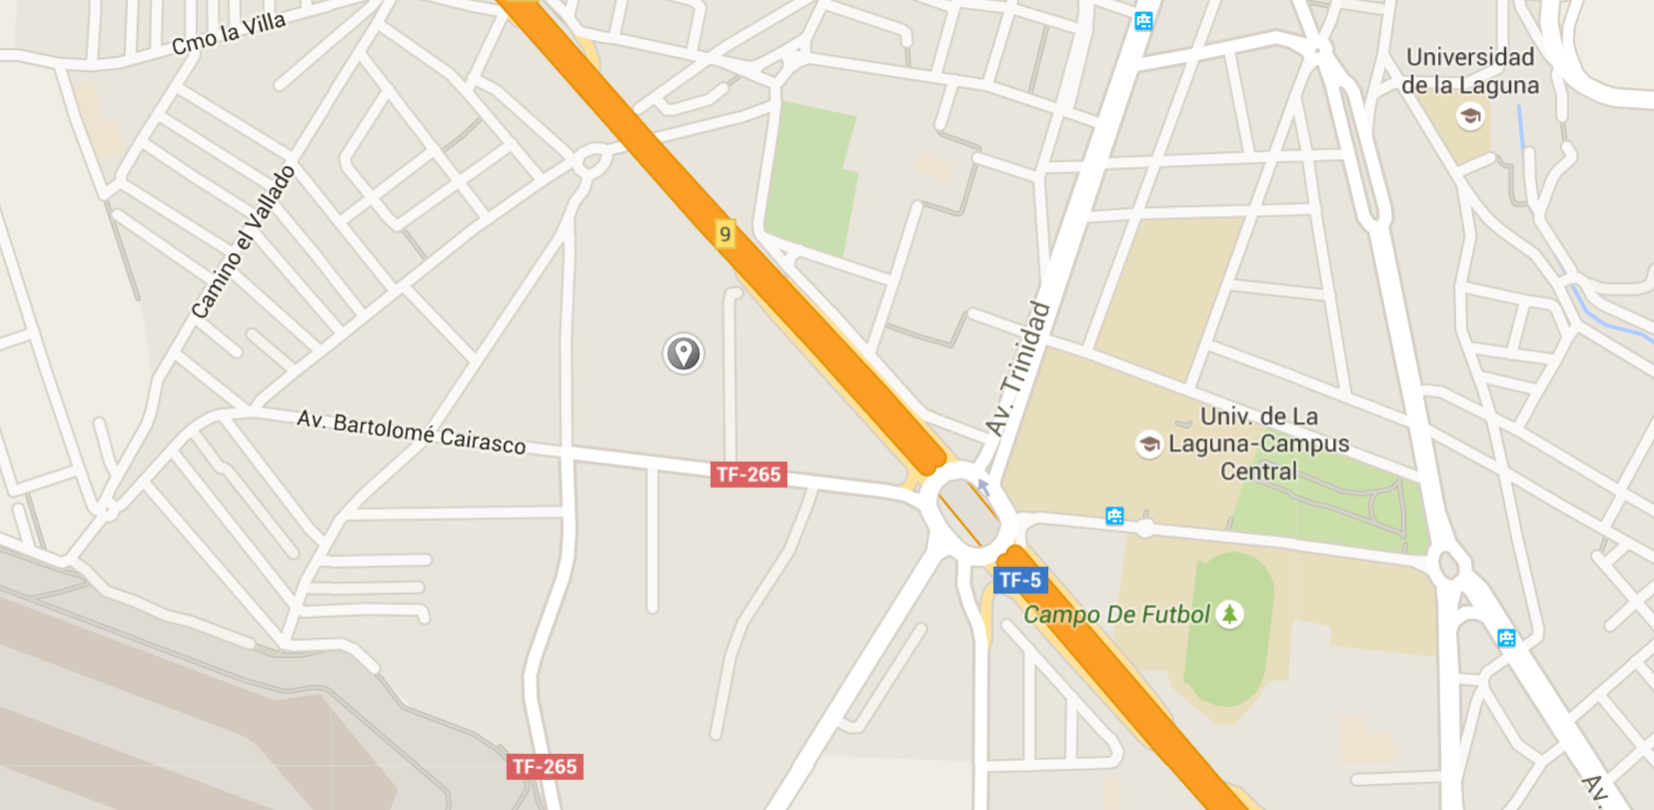 Cmo la Villa
Universidad
de la Laguna
Camino el Vallado
9
Av. Trinidad
Av. Bartolomé Cairasco
Univ. de La
Laguna-Campus
Central
TF-265
TF-5
Campo De Futbol
TF-265
Av.